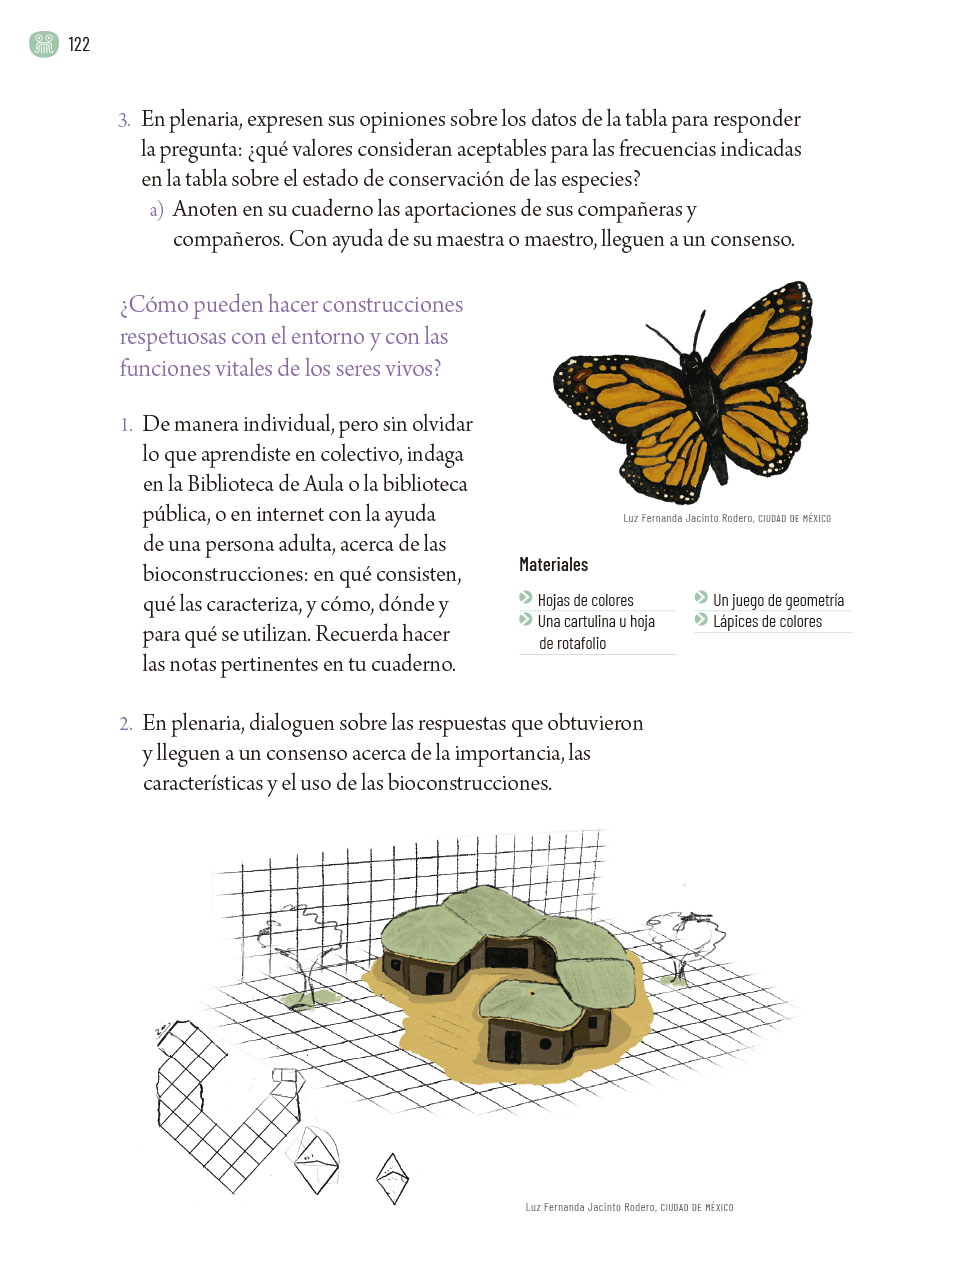 122
3. En plenaria, expresen sus opiniones sobre los datos de la tabla para responder
la pregunta: ¿qué valores consideran aceptables para las frecuencias indicadas
en la tabla sobre el estado de conservación de las especies?
a) Anoten en su cuaderno las aportaciones de sus compañeras y
compañeros. Con ayuda de su maestra o maestro, lleguen a un consenso.
¿Cómo pueden hacer construcciones
respetuosas con el entorno y con las
funciones vitales de los seres vivos?
1. De manera individual, pero sin olvidar
lo que aprendiste en colectivo, indaga
en la Biblioteca de Aula o la biblioteca
pública, o en internet con la ayuda
de una persona adulta, acerca de las
bioconstrucciones: en qué consisten,
qué las caracteriza, y cómo, dónde y
para qué se utilizan. Recuerda hacer
las notas pertinentes en tu cuaderno.
Luz Fernanda Jacinto Rodero, CIUDAD DE MÉXICO
Materiales
Hojas de colores
Una cartulina u hoja
de rotafolio
Un juego de geometría
Lápices de colores
2. En plenaria, dialoguen sobre las respuestas que obtuvieron
y lleguen a un consenso acerca de la importancia, las
características y el uso de las bioconstrucciones.
Luz Fernanda Jacinto Rodero, CIUDAD DE MÉXICO